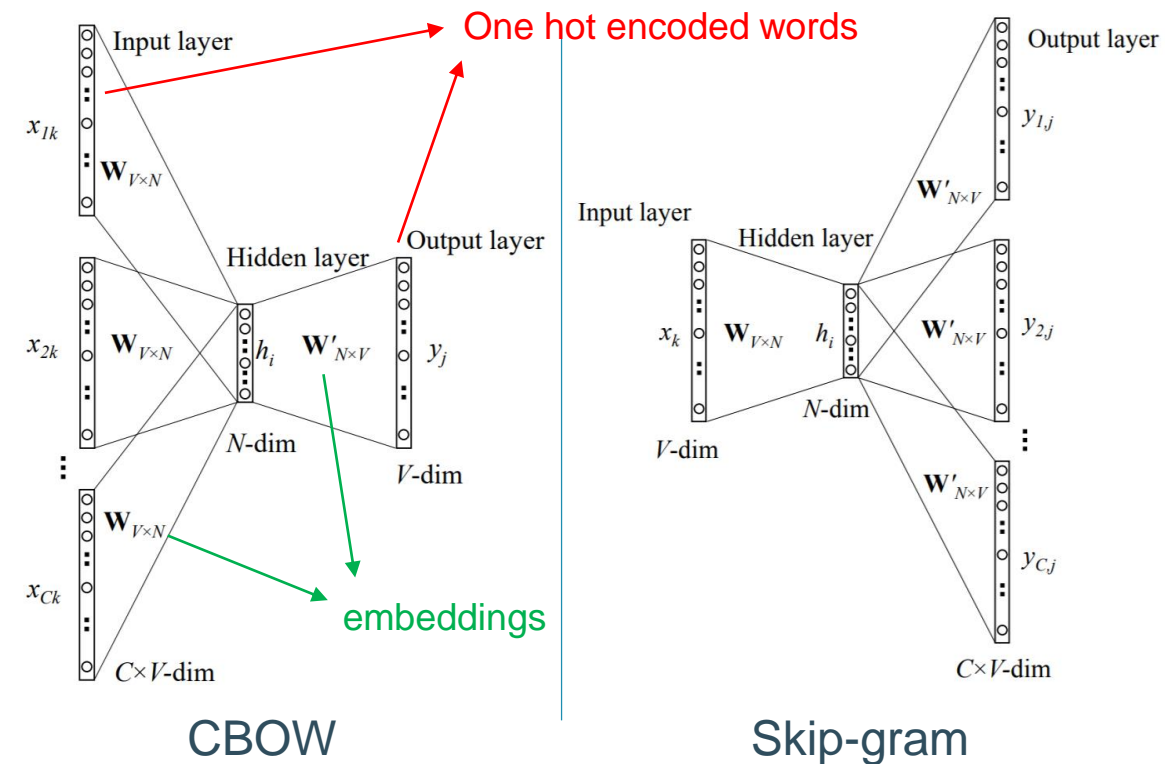 One hot encoded words
Input layer
x1k
WV×N
Hidden layer
Output layer
x2k
WV×N
hi
W′N×V
yj
N-dim
V-dim
⋮
WV×N
xCk
embeddings
C×V-dim
CBOW
Output layer
y1,j
W′N×V
Input layer
Hidden layer
xk
WV×N
hi
W′N×V
y2,j
N-dim
V-dim
⋮
W′N×V
yC,j
C×V-dim
Skip-gram